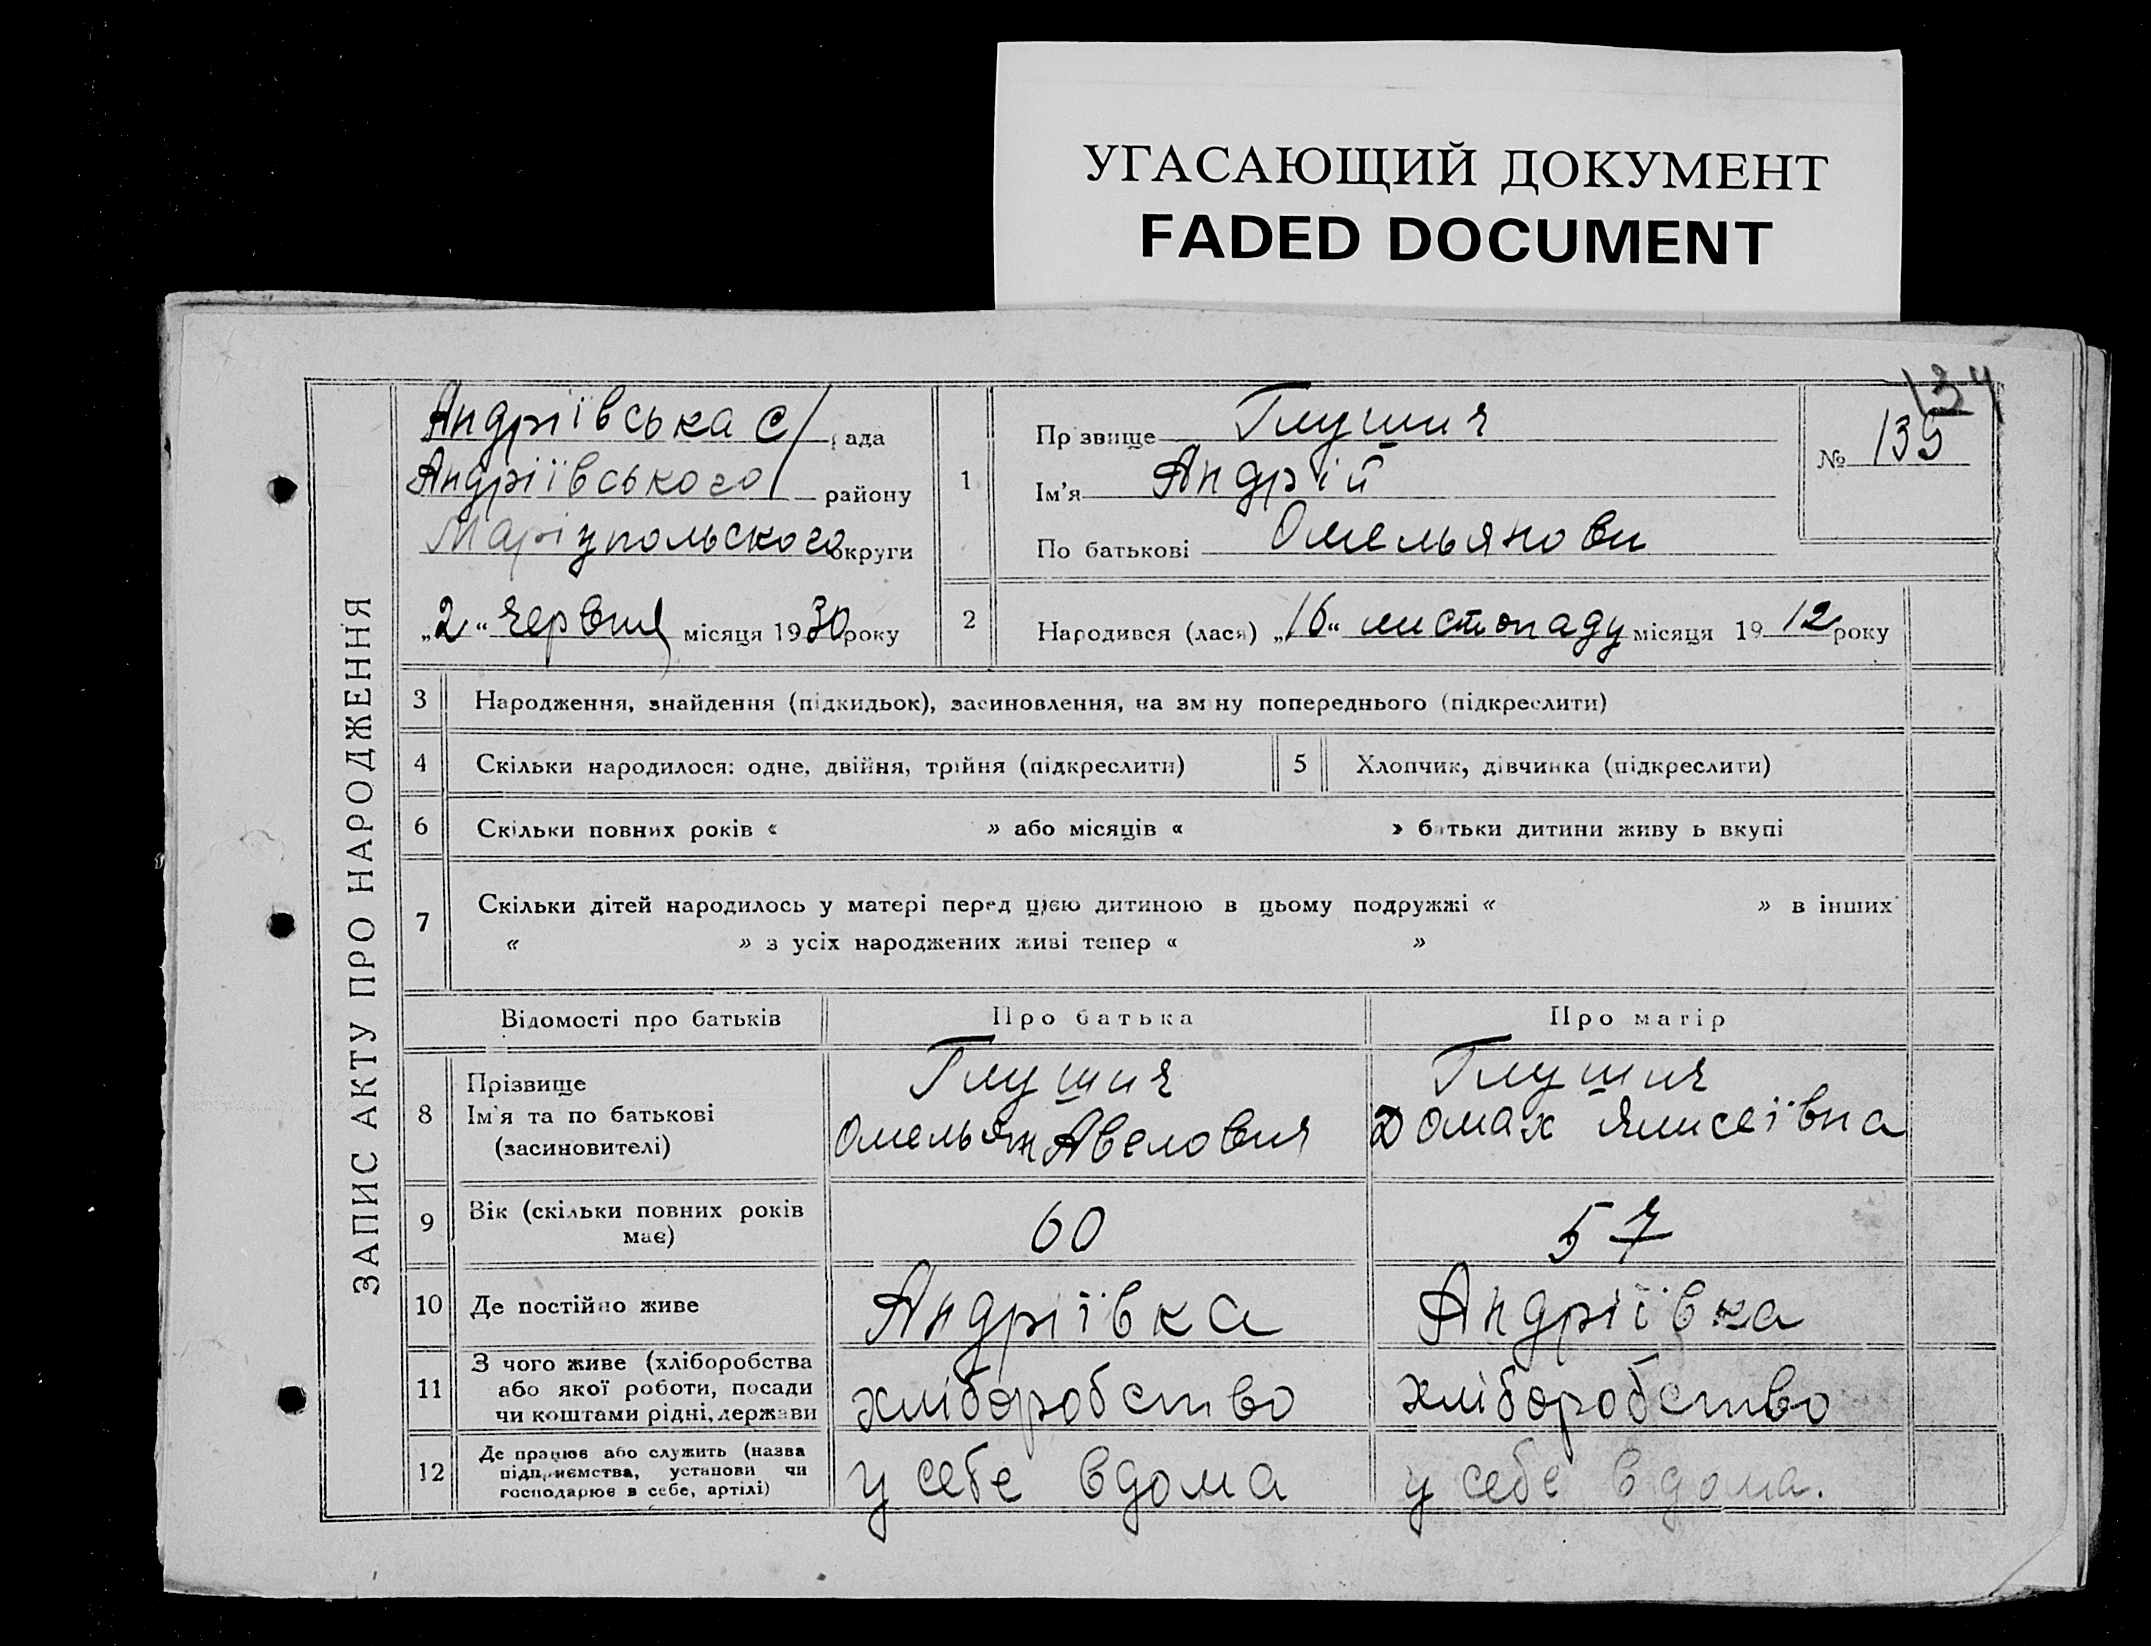 УГАСАЮЩИЙ ДОКУМЕНТ
FADED DOCUMENT
ЗАПИС АКТУ ПРО НАРОДЖЕННЯ
134
Андріївська с/рада
Андріївського району
Маріупольского округи
„2“ червня місяця 1930 року
1
Прізвище Глушич
Ім'я Андрій
По батькові Омельянови
№ 135
2
Народився (лася) „16“ листопаду місяця 1912 року
3 Народження, знайдення (підкидьок), засиновлення, на зміну попереднього (підкреслити)
4 Скільки народилося: одне, двійня, трійня (підкреслити)
5 Хлопчик, дівчинка (підкреслити)
6 Скільки повних років « » або місяців « » батьки дитини живуть вкупі
7 Скільки дітей народилось у матері перед цією дитиною в цьому подружжі « » в інших
« » з усіх народжених живі тепер « »
Відомості про батьків Про батька Про матір
8
Прізвище
Ім'я та по батькові
(засиновителі)
Глушич
Омельян Авелович
Глушич
Домах Ялисеївна
9
Вік (скільки повних років
має)
60
57
10 Де постійно живе Андріївка Андріївка
11
З чого живе (хліборобства
або якої роботи, посади
чи коштами рідні, держави
хліборобство
хліборобство
12
Де працює або служить (назва
підприємства, установи чи
господарює в себе, артілі)
у себе вдома
у себе вдома.